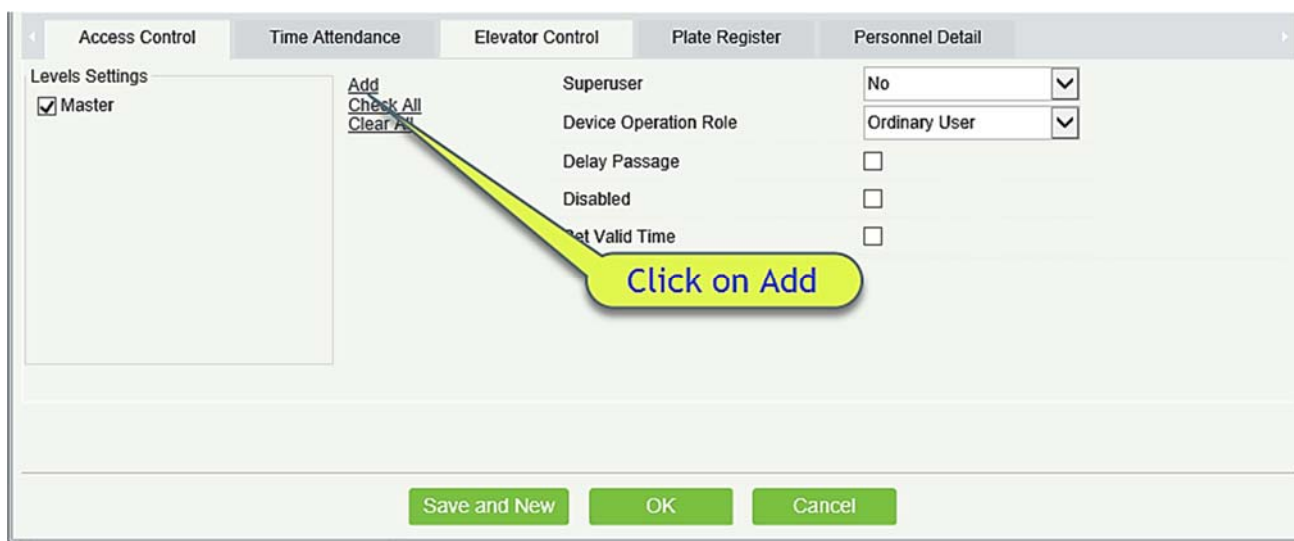 Access Control Time Attendance Elevator Control Plate Register Personnel Detail
Levels Settings
Master
Add
Check All
Clear All
Superuser No
Device Operation Role Ordinary User
Delay Passage
Disabled
Set Valid Time
Click on Add
Save and New OK Cancel